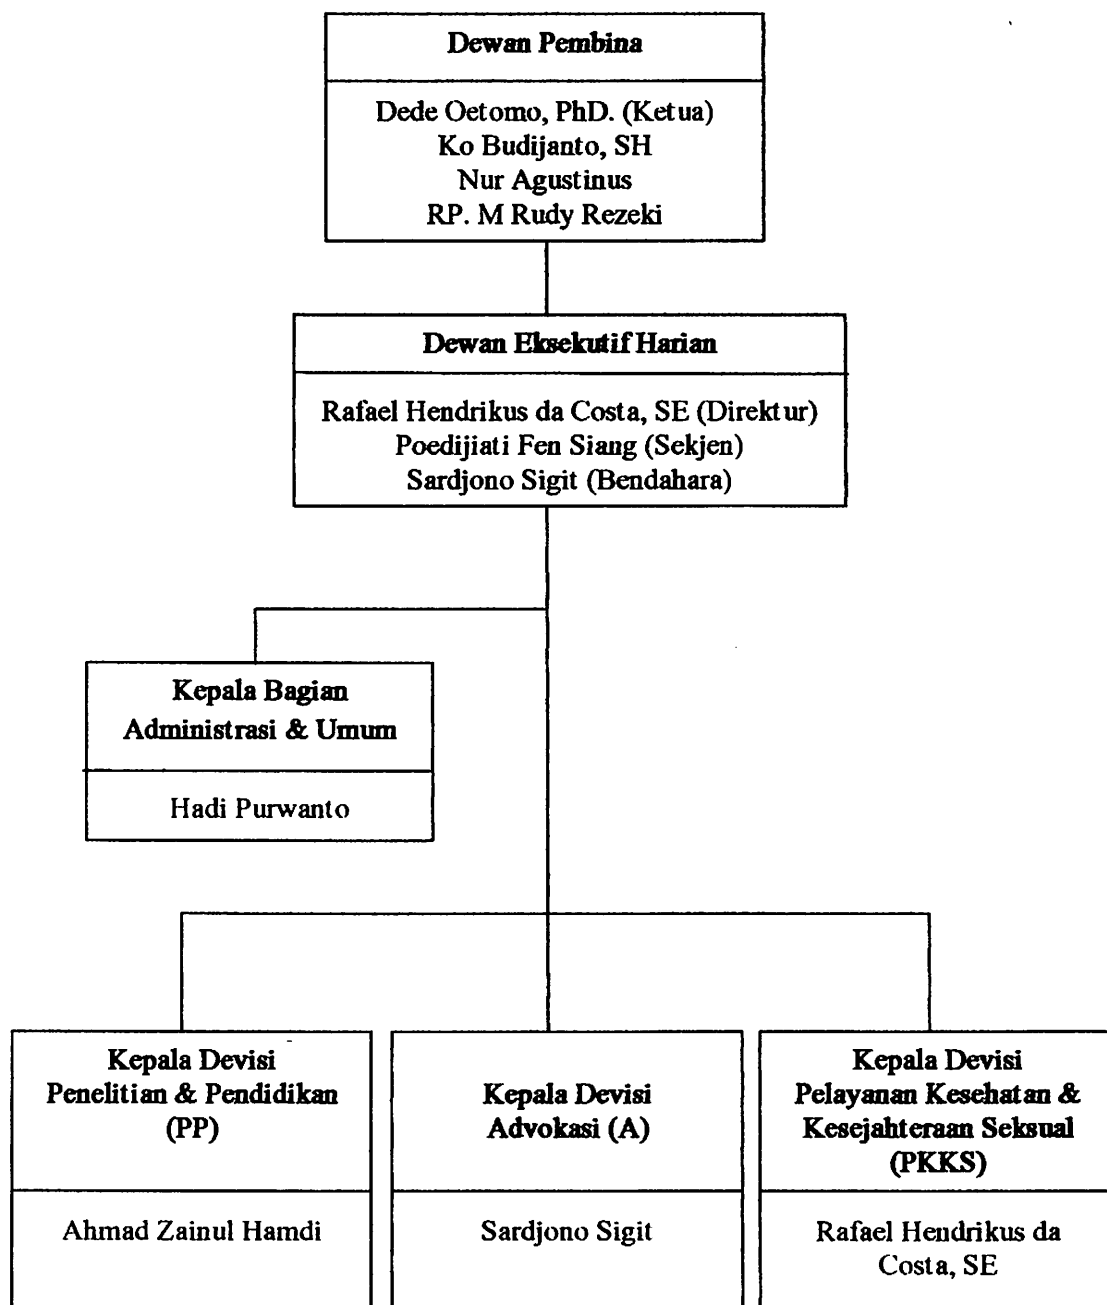 Dewan Pembina
Dede Oetomo, PhD. (Ketua)
Ko Budijanto, SH
Nur Agustinus
RP. M Rudy Rezeki
Dewan Eksekutif Harian
Rafael Hendrikus da Costa, SE (Direktur)
Poedijiati Fen Siang (Sekjen)
Sardjono Sigit (Bendahara)
Kepala Bagian
Administrasi & Umum
Hadi Purwanto
Kepala Devisi
Penelitian & Pendidikan
(PP)
Ahmad Zainul Hamdi
Kepala Devisi
Advokasi (A)
Sardjono Sigit
Kepala Devisi
Pelayanan Kesehatan &
Kesejahteraan Seksual
(PKKS)
Rafael Hendrikus da
Costa, SE